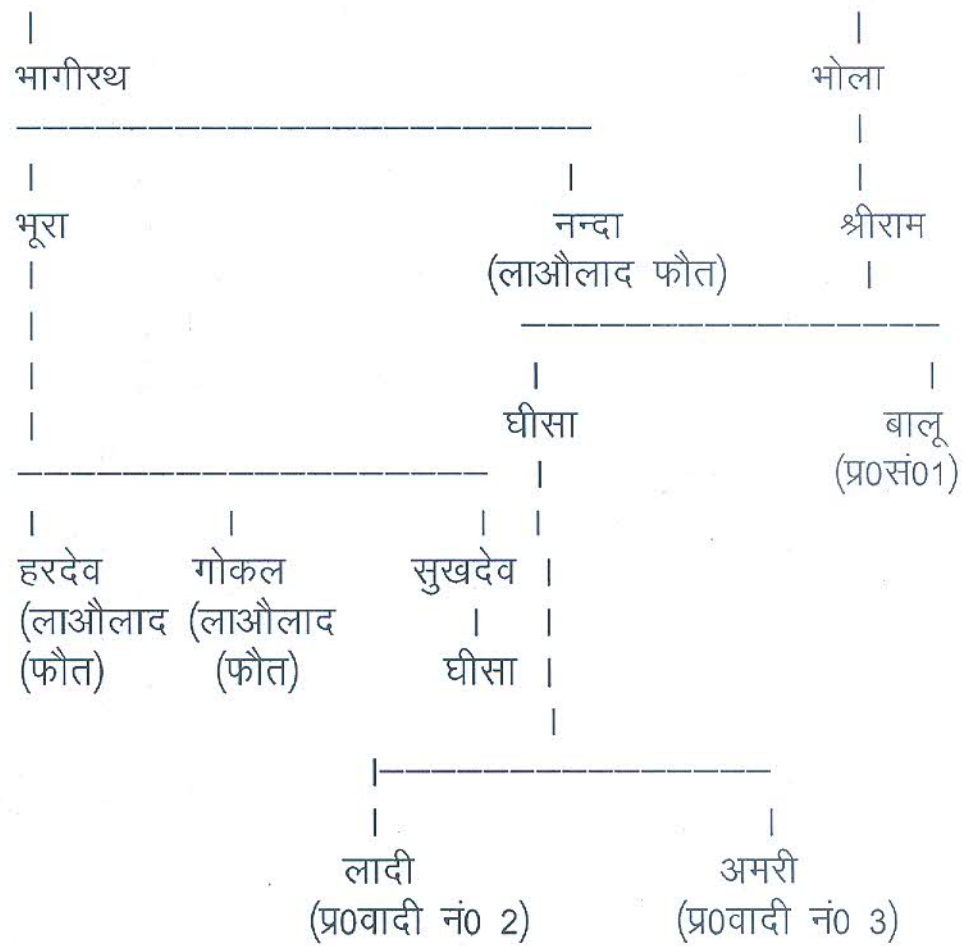 भागीरथ भोला
भूरा नन्दा श्रीराम
(लाऔलाद फौत)
घीसा बालू
(प्र0सं01)
हरदेव गोकल सुखदेव
(लाऔलाद (लाऔलाद
(फौत) (फौत) घीसा
लादी अमरी
(प्र0वादी नं0 2) (प्र0वादी नं0 3)